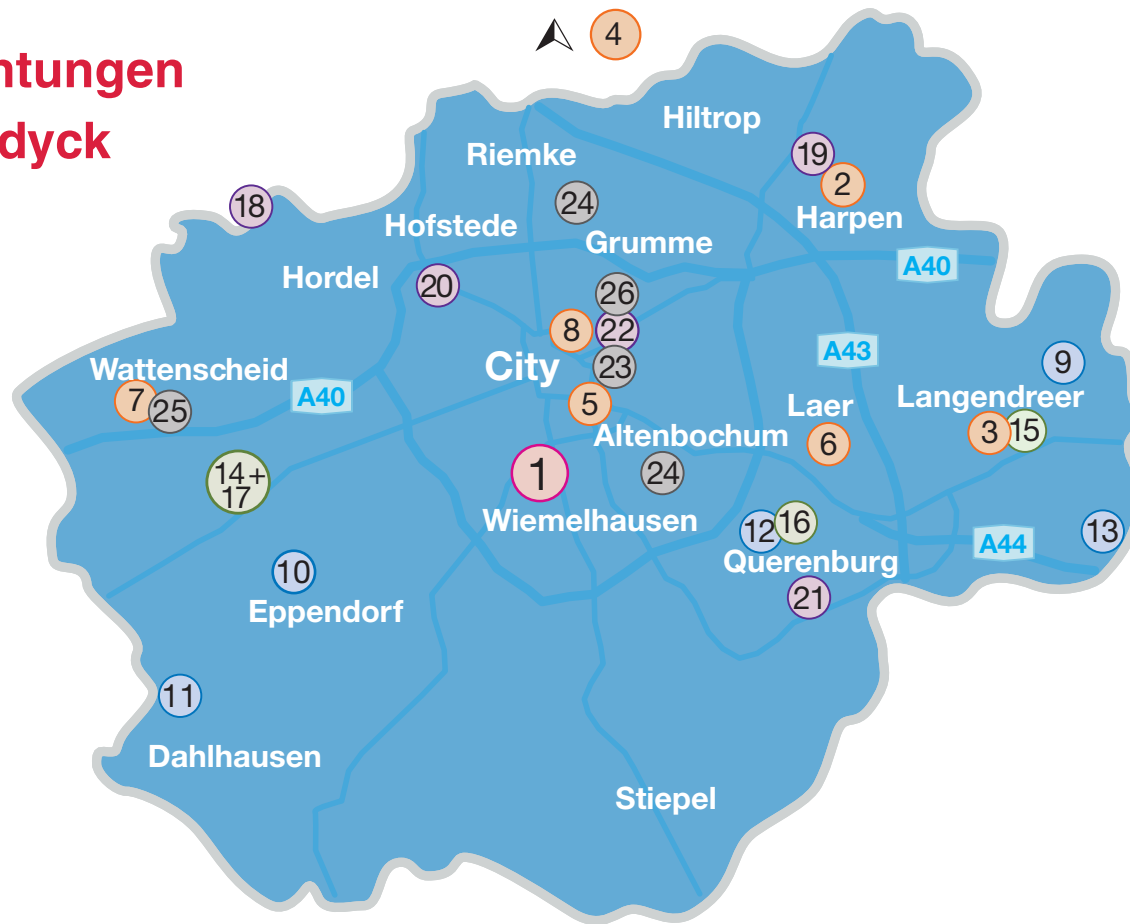 htungen
dyck
4
Hiltrop
Riemke
19
2
18
24
Harpen
Hofstede
Grumme
A40
Hordel
20
26
8
22
A43
9
Wattenscheid
City
23
A40
7
25
5
Laer
Langendreer
Altenbochum
6
3
15
14+
17
1
24
Wiemelhausen
12
16
13
A44
Querenburg
10
21
Eppendorf
11
Dahlhausen
Stiepel